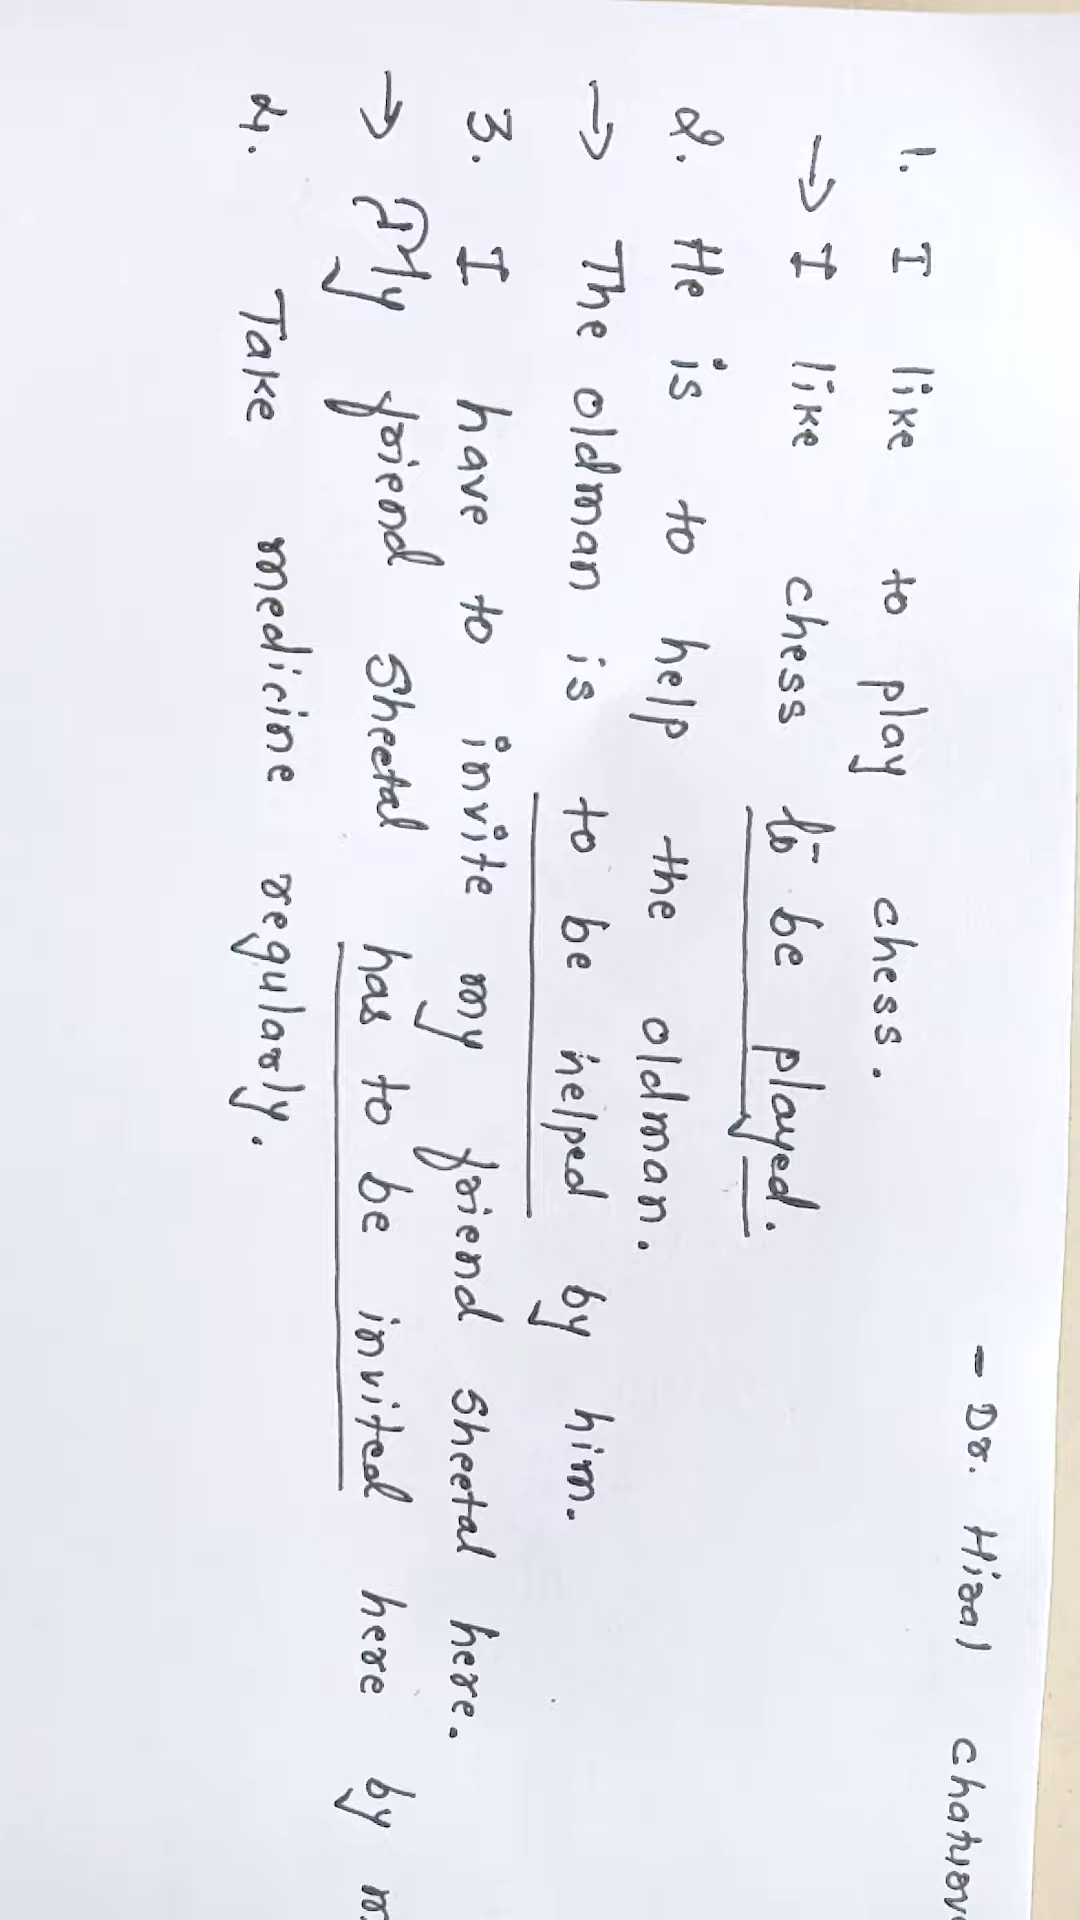 - Dr. Hiral
1. I like to play chess.
→ I like chess to be played.
2. He is to help the oldman.
→ The oldman is to be helped by him.
3. I have to invite my friend Sheetal here.
→ My friend Sheetal has to be invited here by
4. Take medicine regularly.